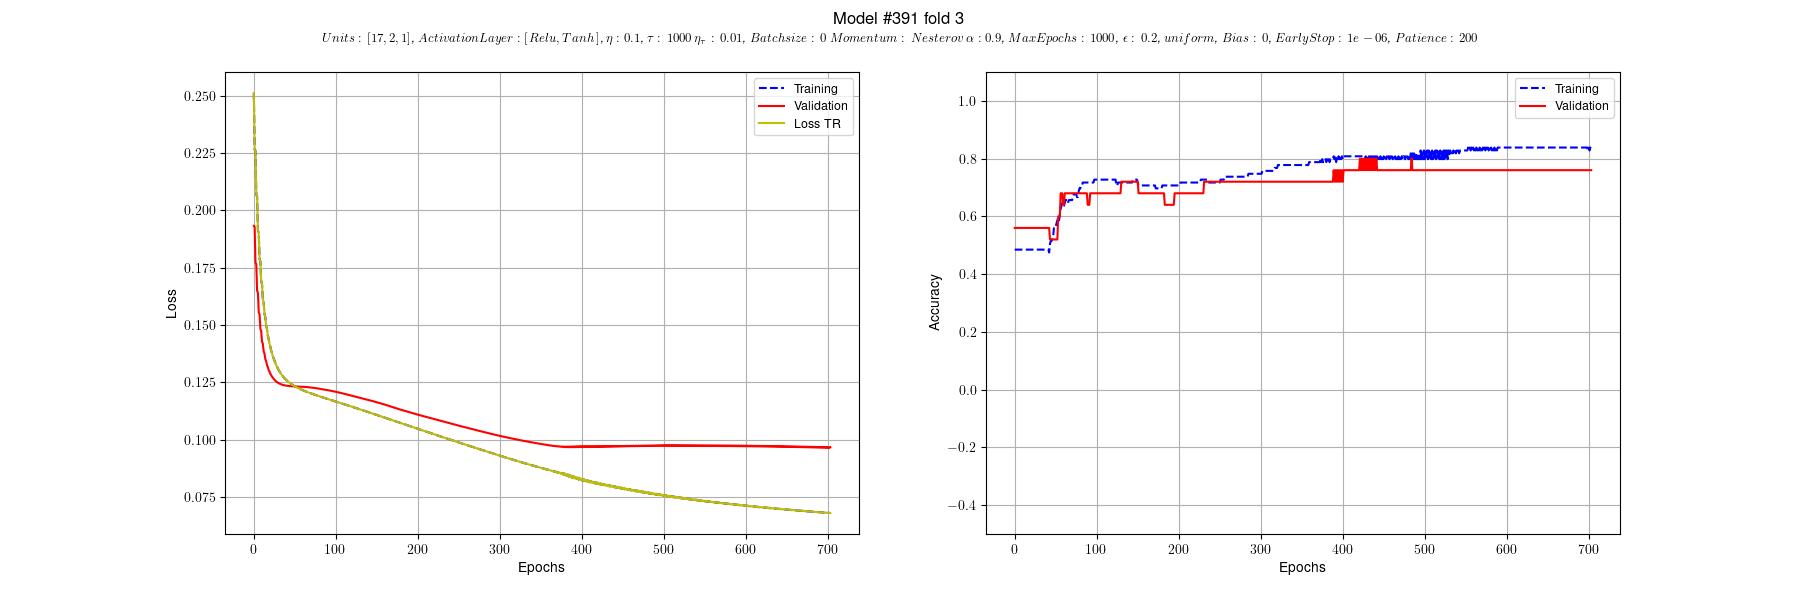 Model #391 fold 3
Units : [17, 2, 1], ActivationLayer : [Relu, Tanh], η : 0.1, τ : 1000 η_τ : 0.01, Batchsize : 0 Momentum : Nesterov α : 0.9, MaxEpochs : 1000, ϵ : 0.2, uniform, Bias : 0, EarlyStop : 1e − 06, Patience : 200
Loss
0.250
0.225
0.200
0.175
0.150
0.125
0.100
0.075
Training
Validation
Loss TR
0 100 200 300 400 500 600 700
Epochs
Accuracy
1.0
0.8
0.6
0.4
0.2
0.0
−0.2
−0.4
Training
Validation
0 100 200 300 400 500 600 700
Epochs